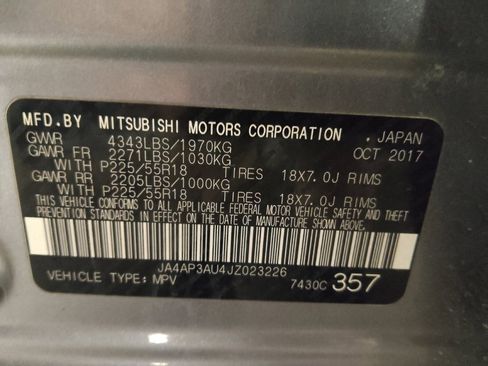 MFD.BY MITSUBISHI MOTORS CORPORATION . JAPAN
GVWR 4343LBS/1970KG OCT 2017
GAWR FR 2271LBS/1030KG
WITH P225/55R18 TIRES 18X7.0J RIMS
GAWR RR 2205LBS/1000KG
WITH P225/55R18 TIRES 18X7.0J RIMS
THIS VEHICLE CONFORMS TO ALL APPLICABLE FEDERAL MOTOR VEHICLE SAFETY AND THEFT
PREVENTION STANDARDS IN EFFECT ON THE DATE OF MANUFACTURE SHOWN ABOVE.
JA4AP3AU4JZ023226
VEHICLE TYPE: MPV 7430C 357